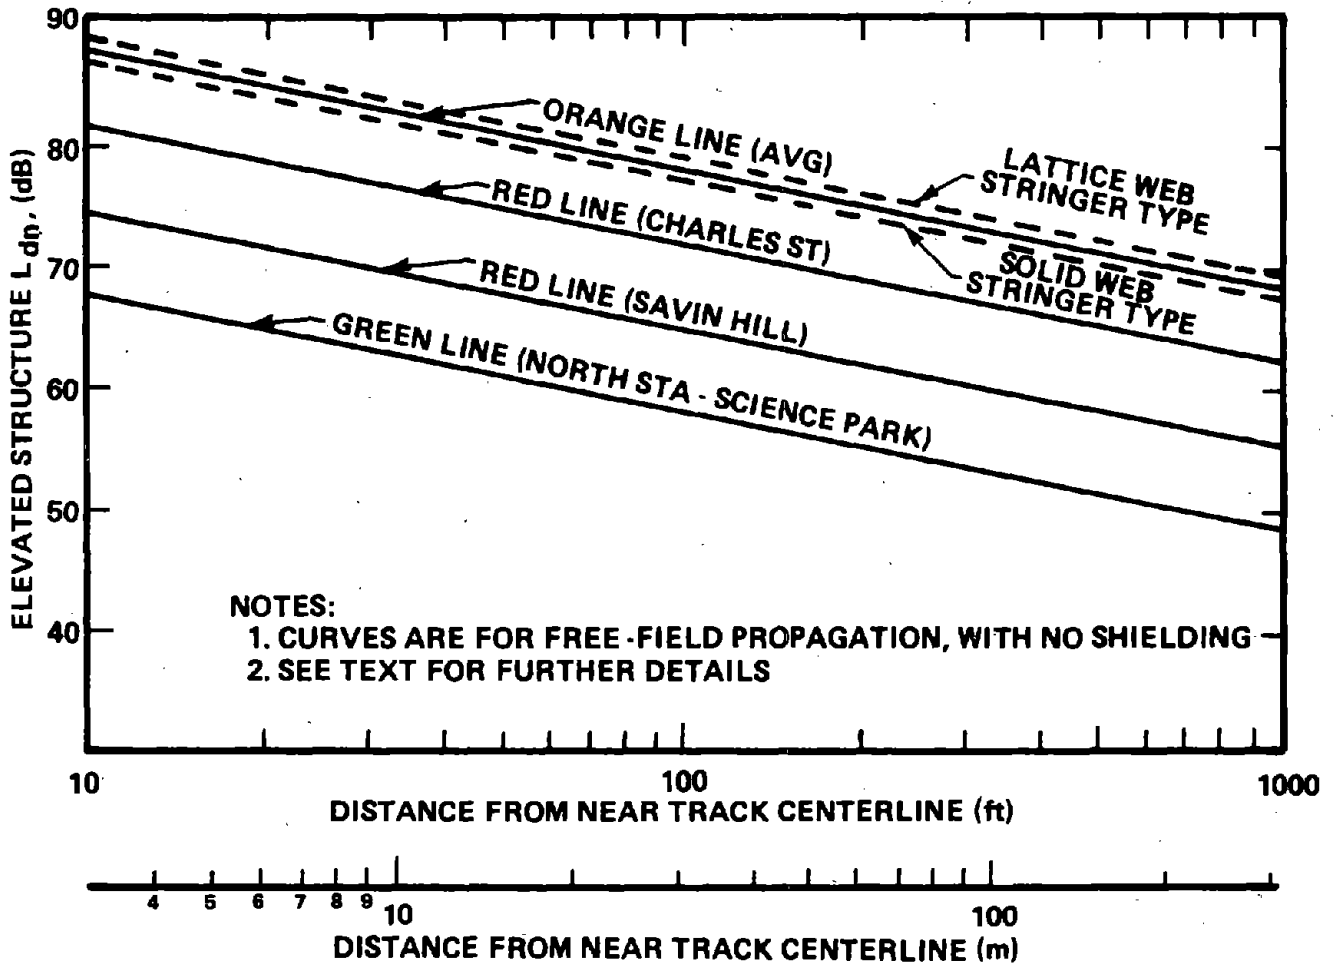 90
80
70
60
50
40
ELEVATED STRUCTURE Ldn, (dB)
ORANGE LINE (AVG)
LATTICE WEB
STRINGER TYPE
RED LINE (CHARLES ST)
SOLID WEB
STRINGER TYPE
RED LINE (SAVIN HILL)
GREEN LINE (NORTH STA - SCIENCE PARK)
NOTES:
1. CURVES ARE FOR FREE-FIELD PROPAGATION, WITH NO SHIELDING
2. SEE TEXT FOR FURTHER DETAILS
10 100 1000
DISTANCE FROM NEAR TRACK CENTERLINE (ft)
4 5 6 7 8 9 10 100
DISTANCE FROM NEAR TRACK CENTERLINE (m)